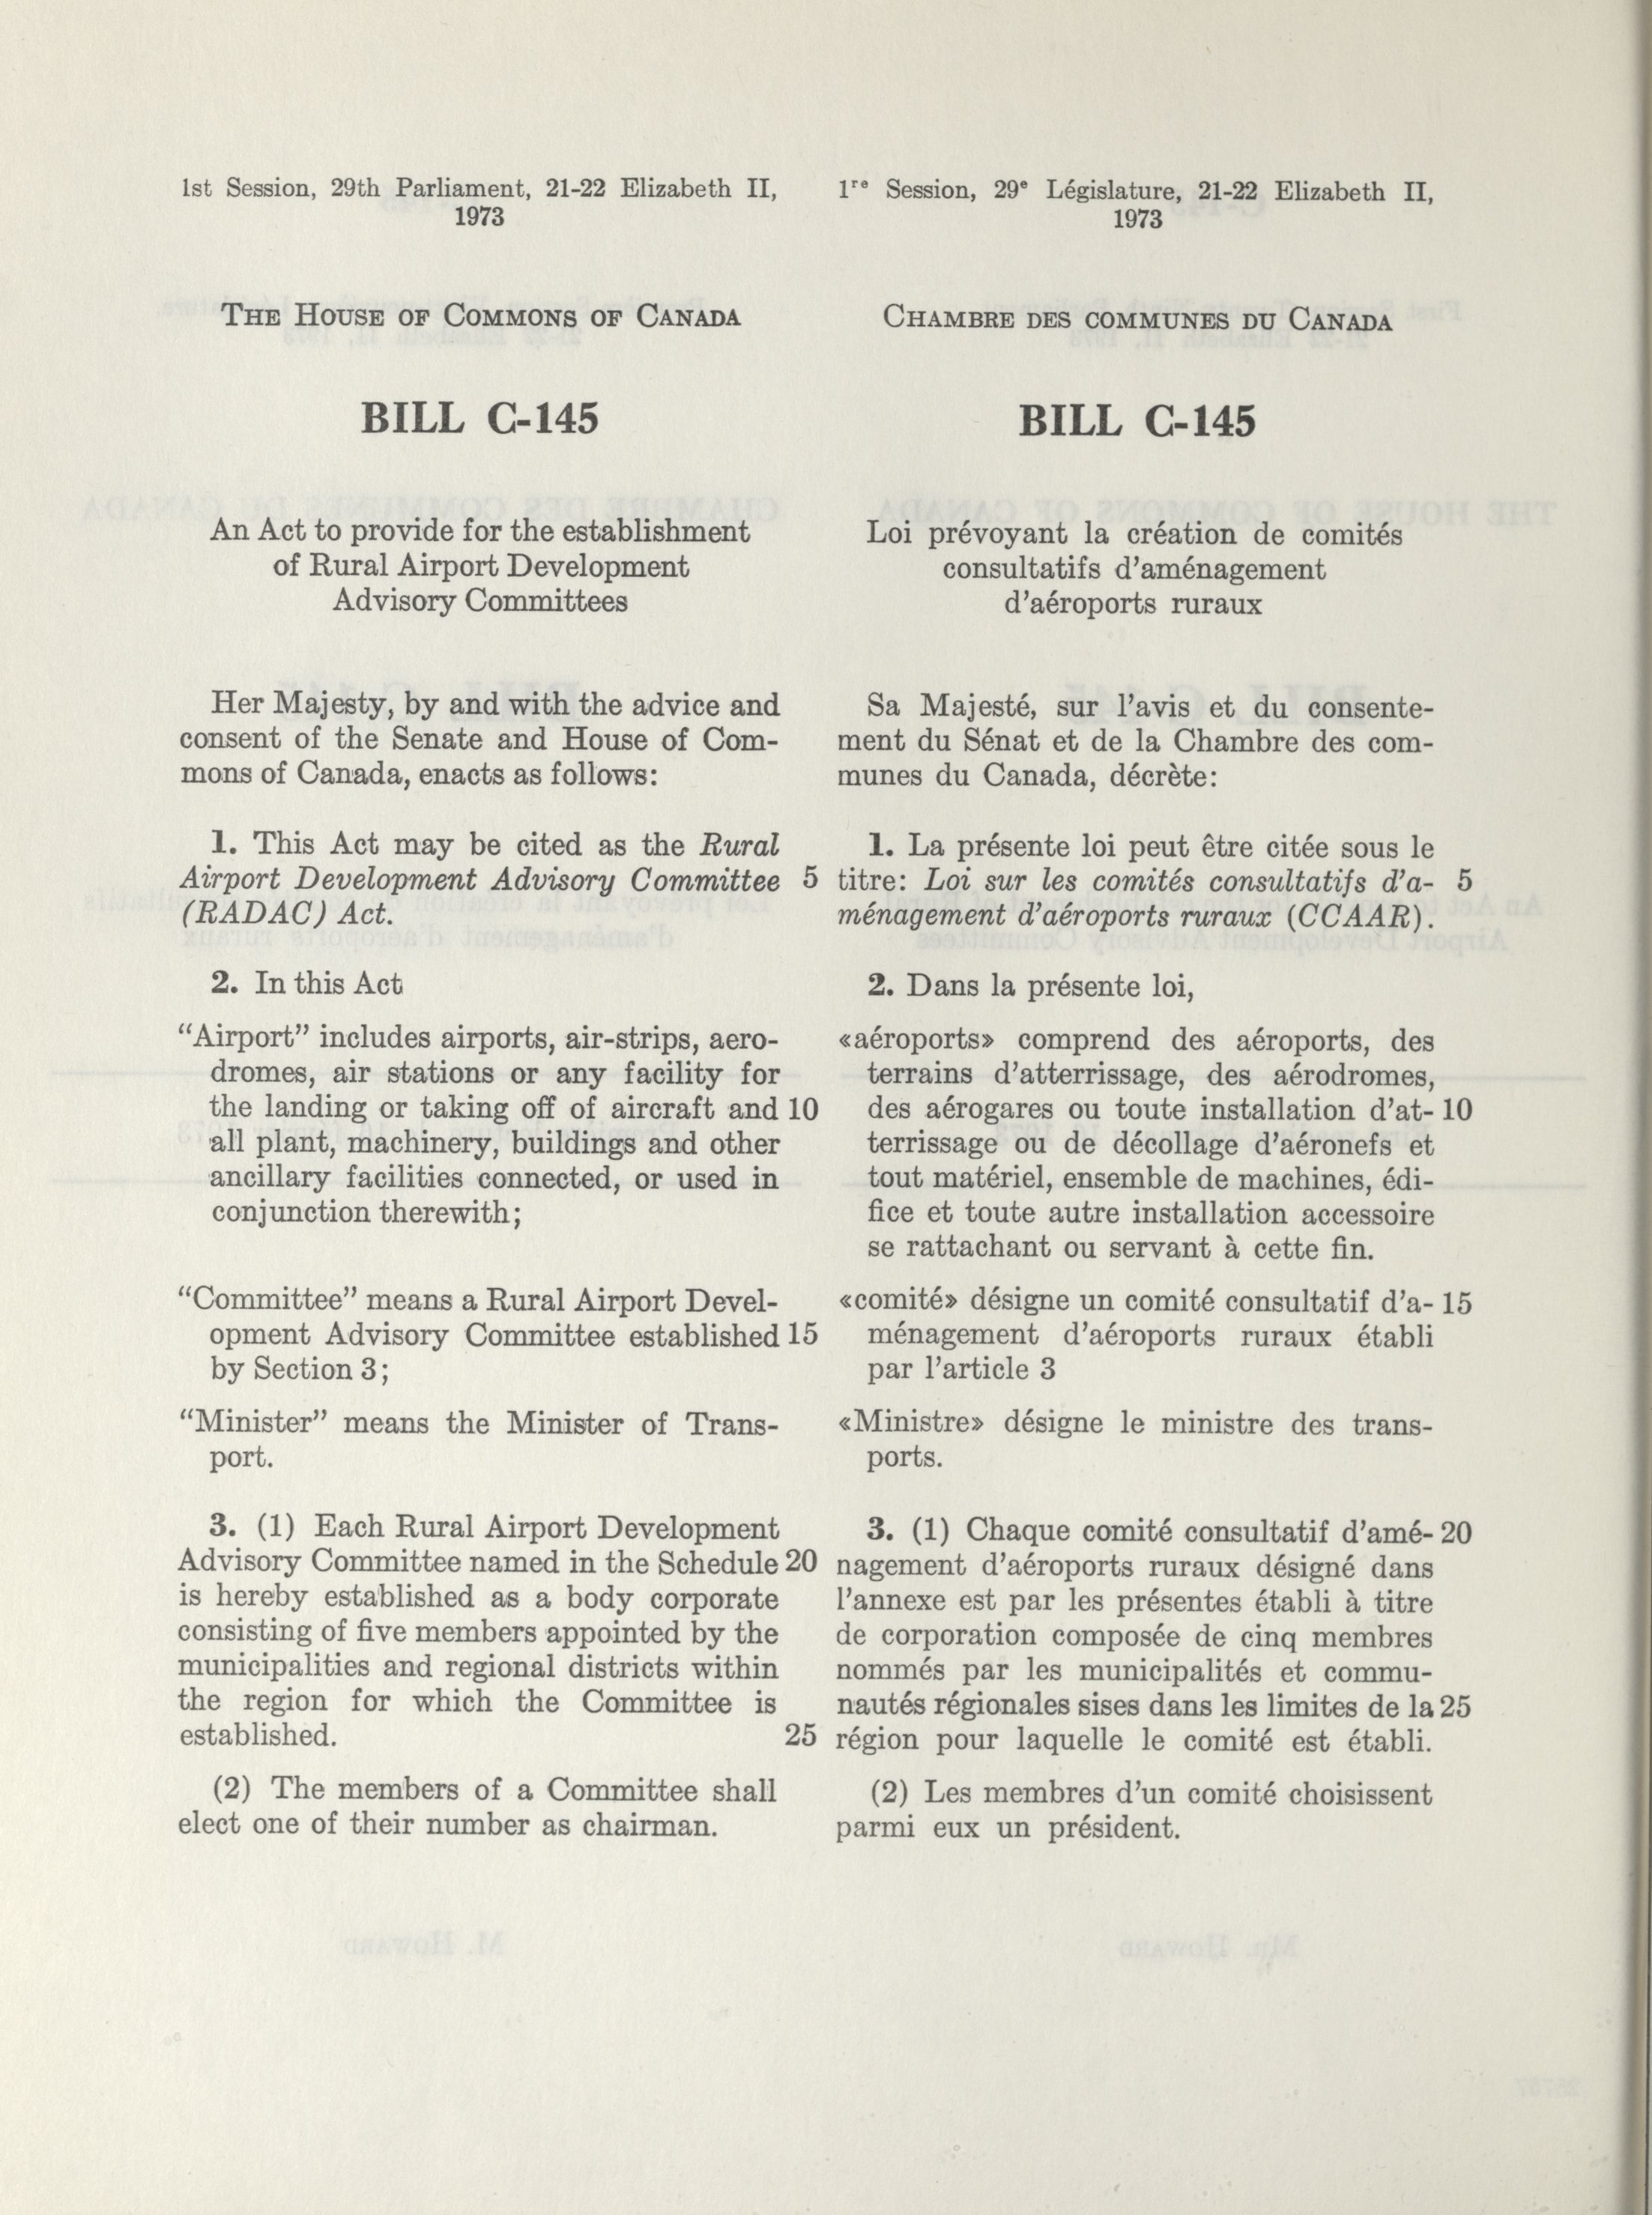 1st Session, 29th Parliament, 21-22 Elizabeth II,
1973
THE HOUSE OF COMMONS OF CANADA
BILL C-145
An Act to provide for the establishment
of Rural Airport Development
Advisory Committees
Her Majesty, by and with the advice and
consent of the Senate and House of Com-
mons of Canada, enacts as follows:
1. This Act may be cited as the Rural
Airport Development Advisory Committee 5
(RADAC) Act.
2. In this Act
“Airport” includes airports, air-strips, aero-
dromes, air stations or any facility for
the landing or taking off of aircraft and 10
all plant, machinery, buildings and other
ancillary facilities connected, or used in
conjunction therewith;
“Committee” means a Rural Airport Devel-
opment Advisory Committee established 15
by Section 3;
“Minister” means the Minister of Trans-
port.
3. (1) Each Rural Airport Development
Advisory Committee named in the Schedule 20
is hereby established as a body corporate
consisting of five members appointed by the
municipalities and regional districts within
the region for which the Committee is
established. 25
(2) The members of a Committee shall
elect one of their number as chairman.
1re Session, 29e Législature, 21-22 Elizabeth II,
1973
CHAMBRE DES COMMUNES DU CANADA
BILL C-145
Loi prévoyant la création de comités
consultatifs d’aménagement
d’aéroports ruraux
Sa Majesté, sur l’avis et du consente-
ment du Sénat et de la Chambre des com-
munes du Canada, décrète:
1. La présente loi peut être citée sous le
titre: Loi sur les comités consultatifs d’a- 5
ménagement d’aéroports ruraux (CCAAR).
2. Dans la présente loi,
«aéroports» comprend des aéroports, des
terrains d’atterrissage, des aérodromes,
des aérogares ou toute installation d’at- 10
terrissage ou de décollage d’aéronefs et
tout matériel, ensemble de machines, édi-
fice et toute autre installation accessoire
se rattachant ou servant à cette fin.
«comité» désigne un comité consultatif d’a- 15
ménagement d’aéroports ruraux établi
par l’article 3
«Ministre» désigne le ministre des trans-
ports.
3. (1) Chaque comité consultatif d’amé- 20
nagement d’aéroports ruraux désigné dans
l’annexe est par les présentes établi à titre
de corporation composée de cinq membres
nommés par les municipalités et commu-
nautés régionales sises dans les limites de la 25
région pour laquelle le comité est établi.
(2) Les membres d’un comité choisissent
parmi eux un président.